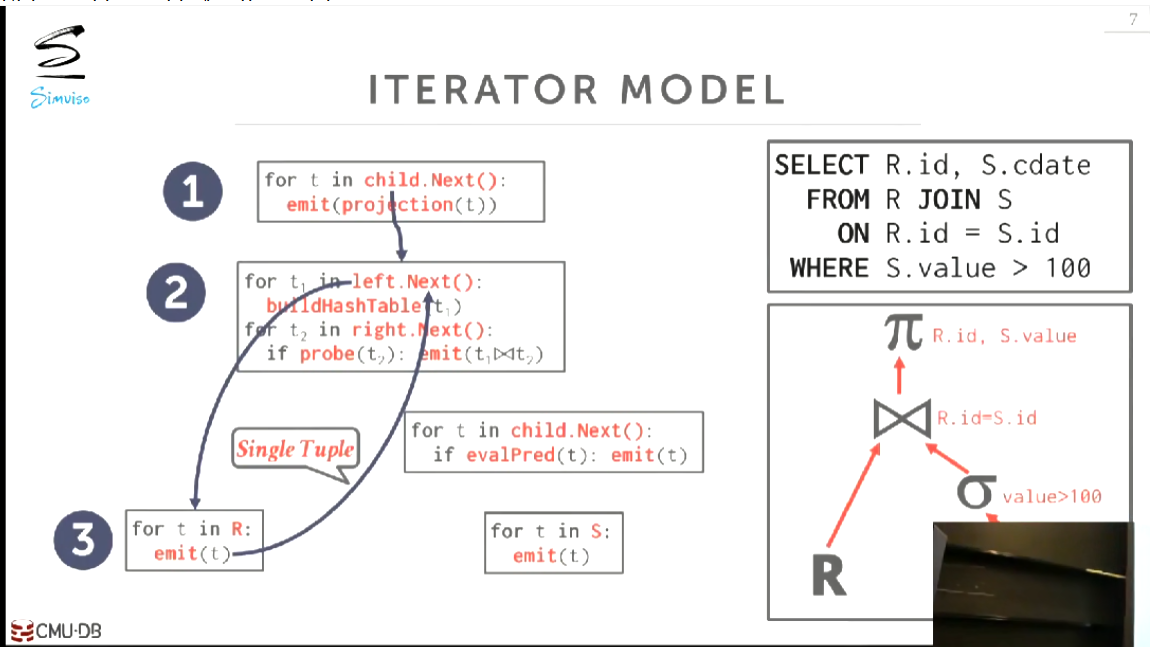 7
Simviso
ITERATOR MODEL
1
for t in child.Next():
emit(projection(t))
2
for t₁ in left.Next():
buildHashTable(t₁)
for t₂ in right.Next():
if probe(t₂): emit(t₁⋈t₂)
for t in child.Next():
if evalPred(t): emit(t)
Single Tuple
3
for t in R:
emit(t)
for t in S:
emit(t)
SELECT R.id, S.cdate
FROM R JOIN S
ON R.id = S.id
WHERE S.value > 100
π R.id, S.value
⋈ R.id=S.id
σ value>100
R
CMU·DB